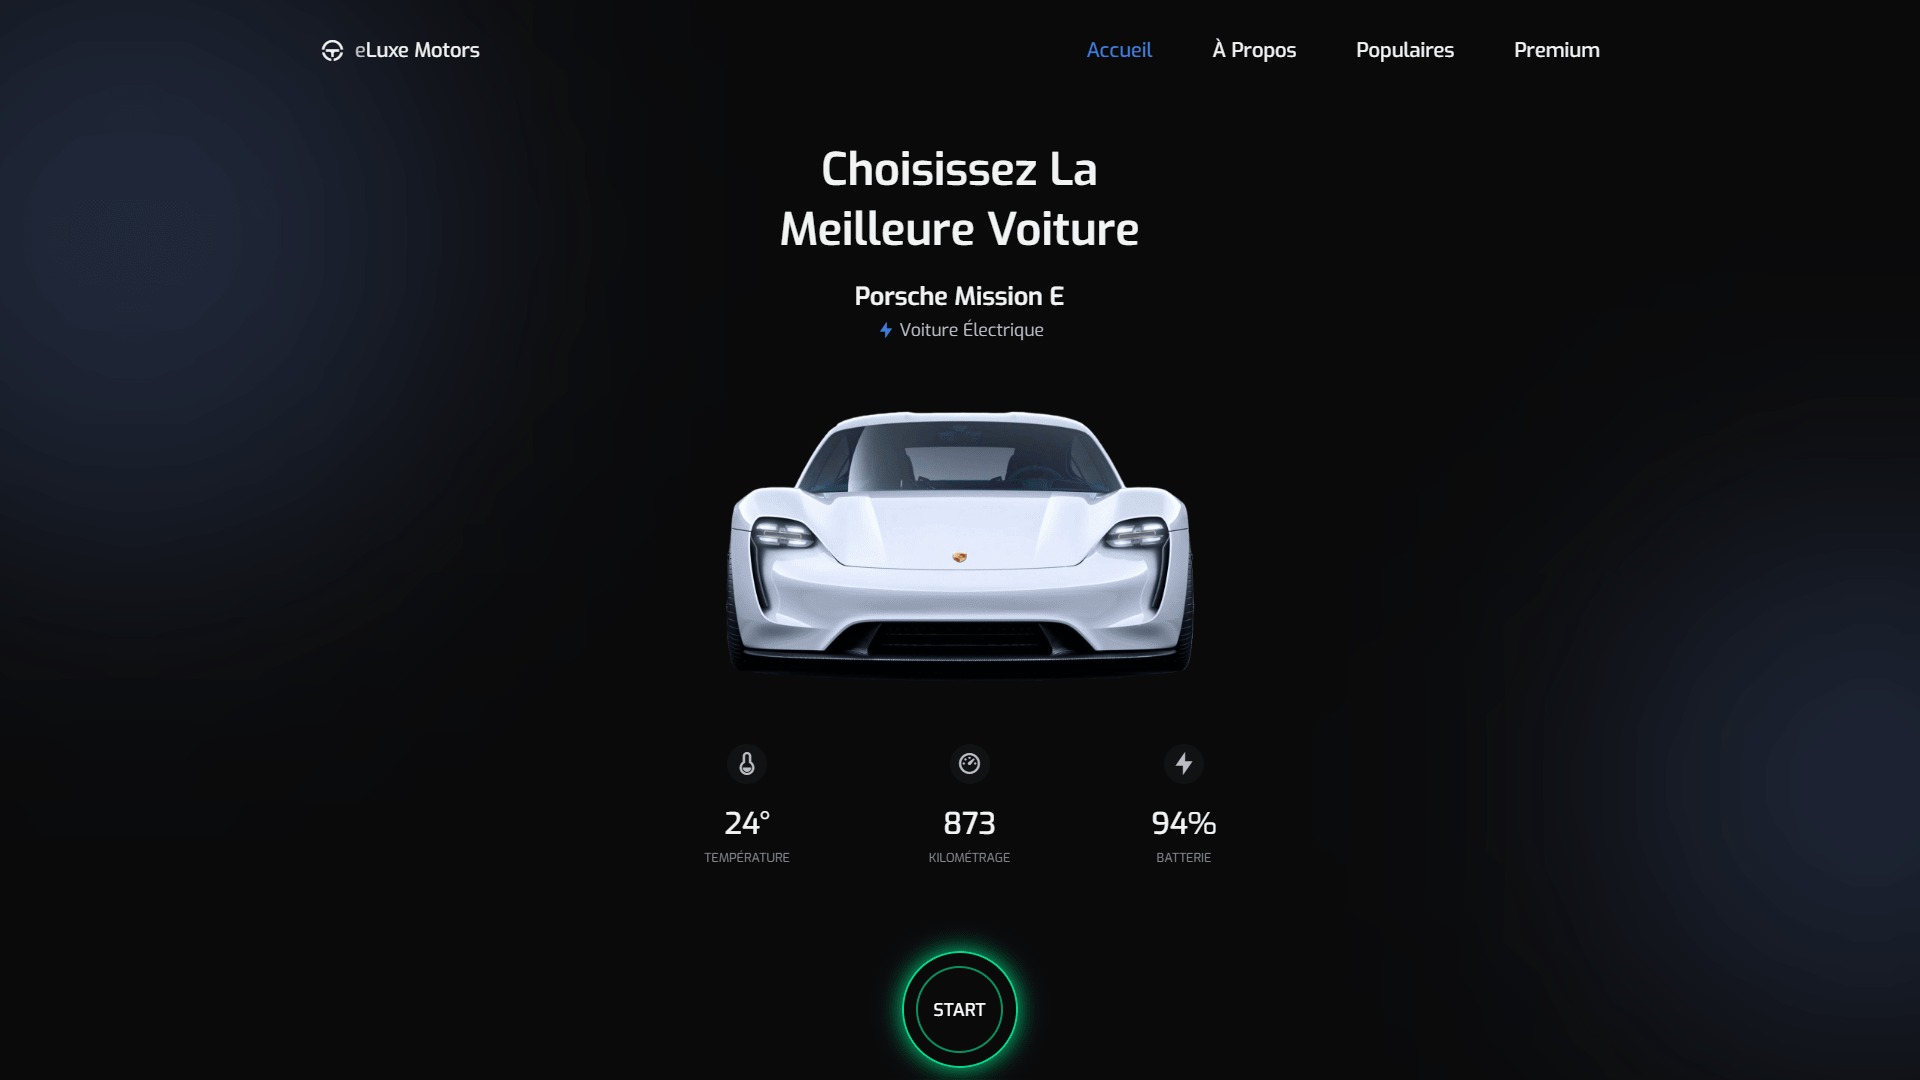 eLuxe Motors
Accueil
À Propos
Populaires
Premium
Choisissez La
Meilleure Voiture
Porsche Mission E
Voiture Électrique
24°
873
94%
TEMPÉRATURE
KILOMÉTRAGE
BATTERIE
START